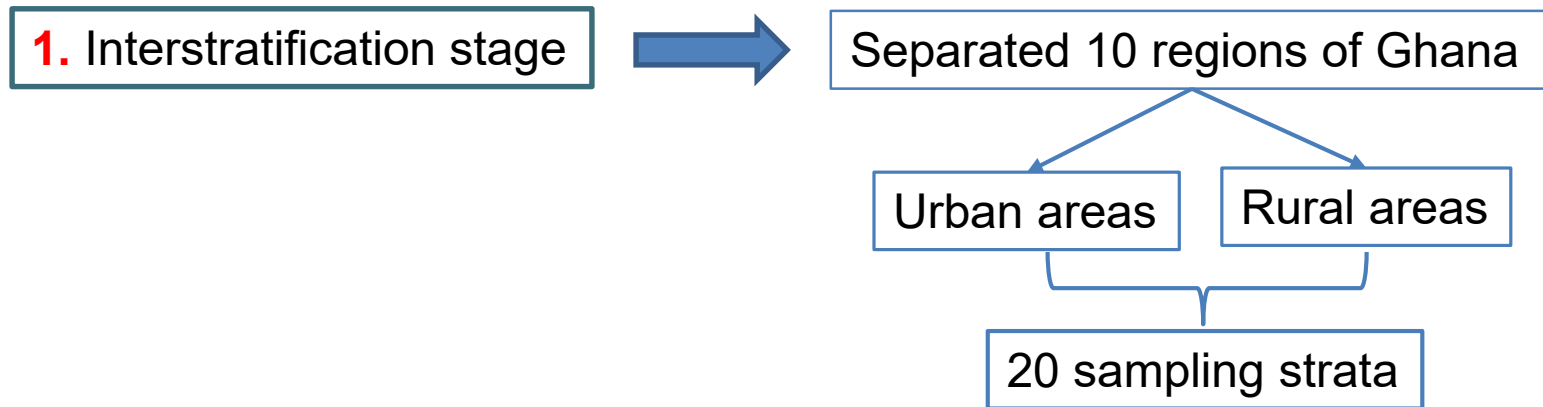 1. Interstratification stage
Separated 10 regions of Ghana
Urban areas
Rural areas
20 sampling strata